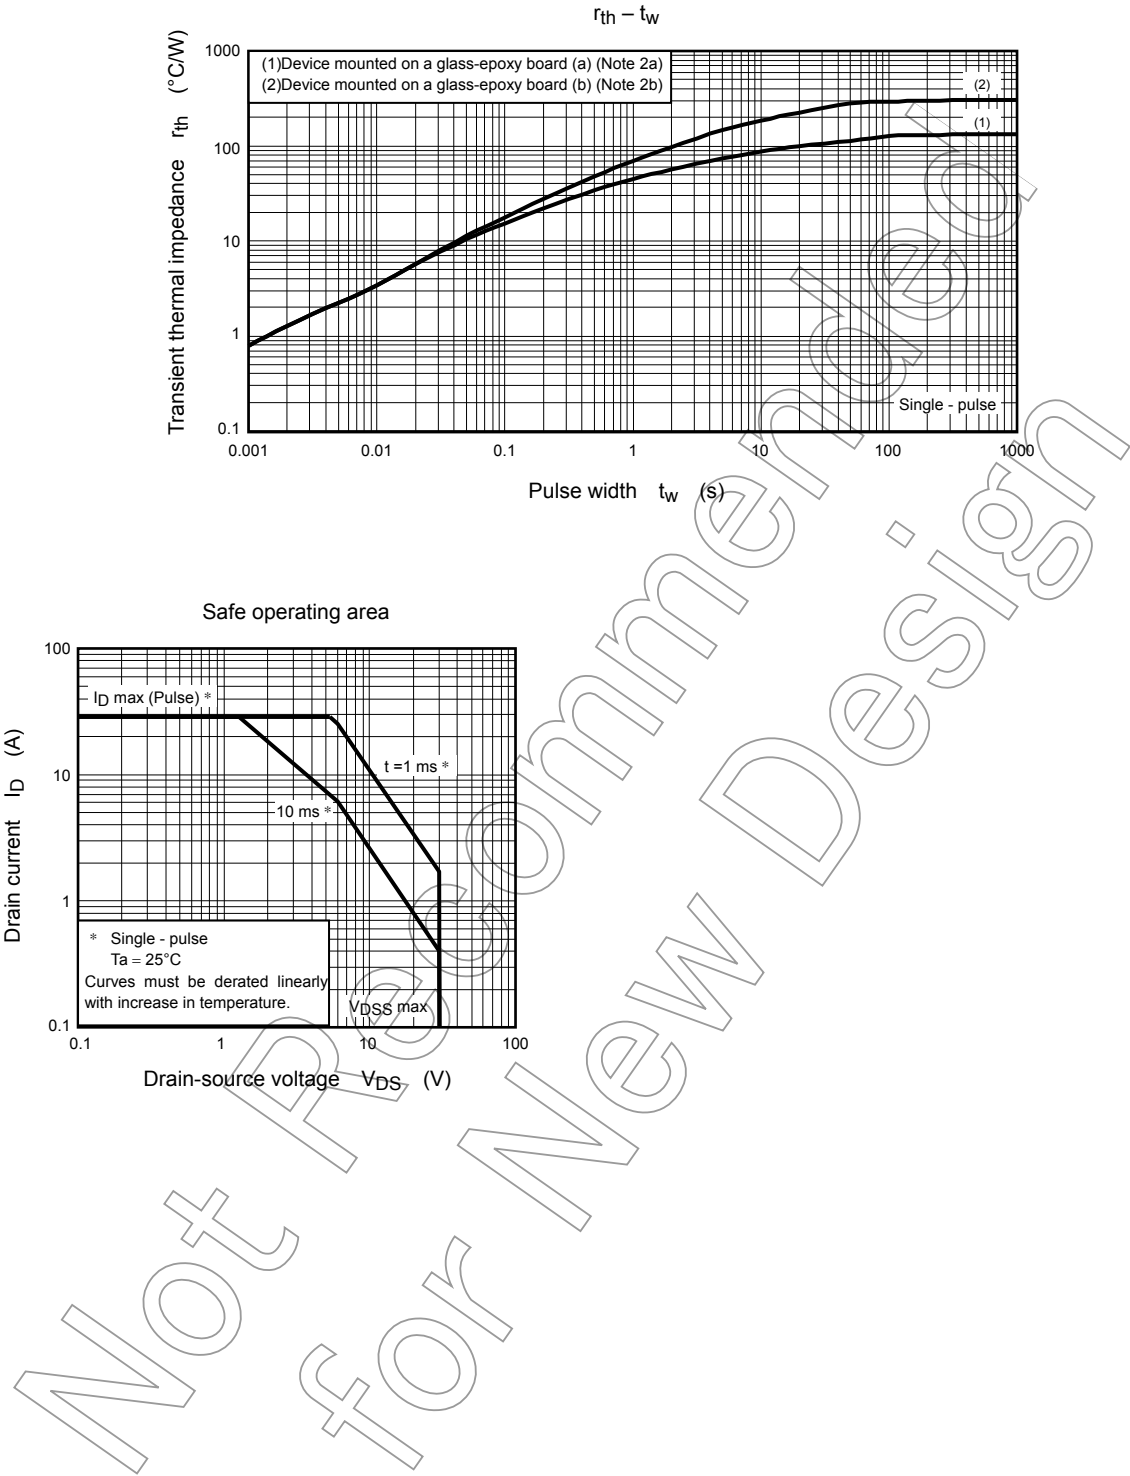 rth – tw
(1)Device mounted on a glass-epoxy board (a) (Note 2a)
(2)Device mounted on a glass-epoxy board (b) (Note 2b)
(2)
(1)
Single - pulse
Transient thermal impedance rth (°C/W)
1000
100
10
1
0.1
0.001 0.01 0.1 1 10 100 1000
Pulse width tw (s)
Safe operating area
ID max (Pulse) *
t =1 ms *
10 ms *
* Single - pulse
Ta = 25°C
Curves must be derated linearly
with increase in temperature.
VDSS max
Drain current ID (A)
100
10
1
0.1
0.1 1 10 100
Drain-source voltage VDS (V)
Not Recommended
for New Design